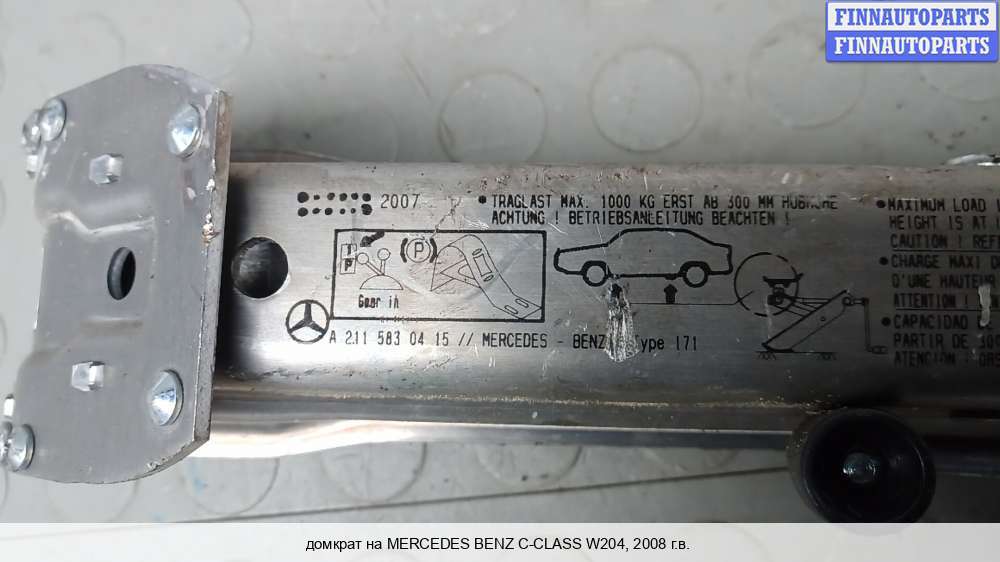 FINNAUTOPARTS
FINNAUTOPARTS
2007
• TRAGLAST MAX. 1000 KG ERST AB 300 MM HUBHÖHE
ACHTUNG ! BETRIEBSANLEITUNG BEACHTEN !
1
P
(P)
Gear in
A 211 583 04 15 // MERCEDES - BENZ
Type 171
• MAXIMUM LOAD
HEIGHT IS AT
CAUTION !
• CHARGE MAXI
D'UNE HAUTEUR
ATTENTION !
• CAPACIDAD
PARTIR DE
ATENCION !
домкрат на MERCEDES BENZ C-CLASS W204, 2008 г.в.